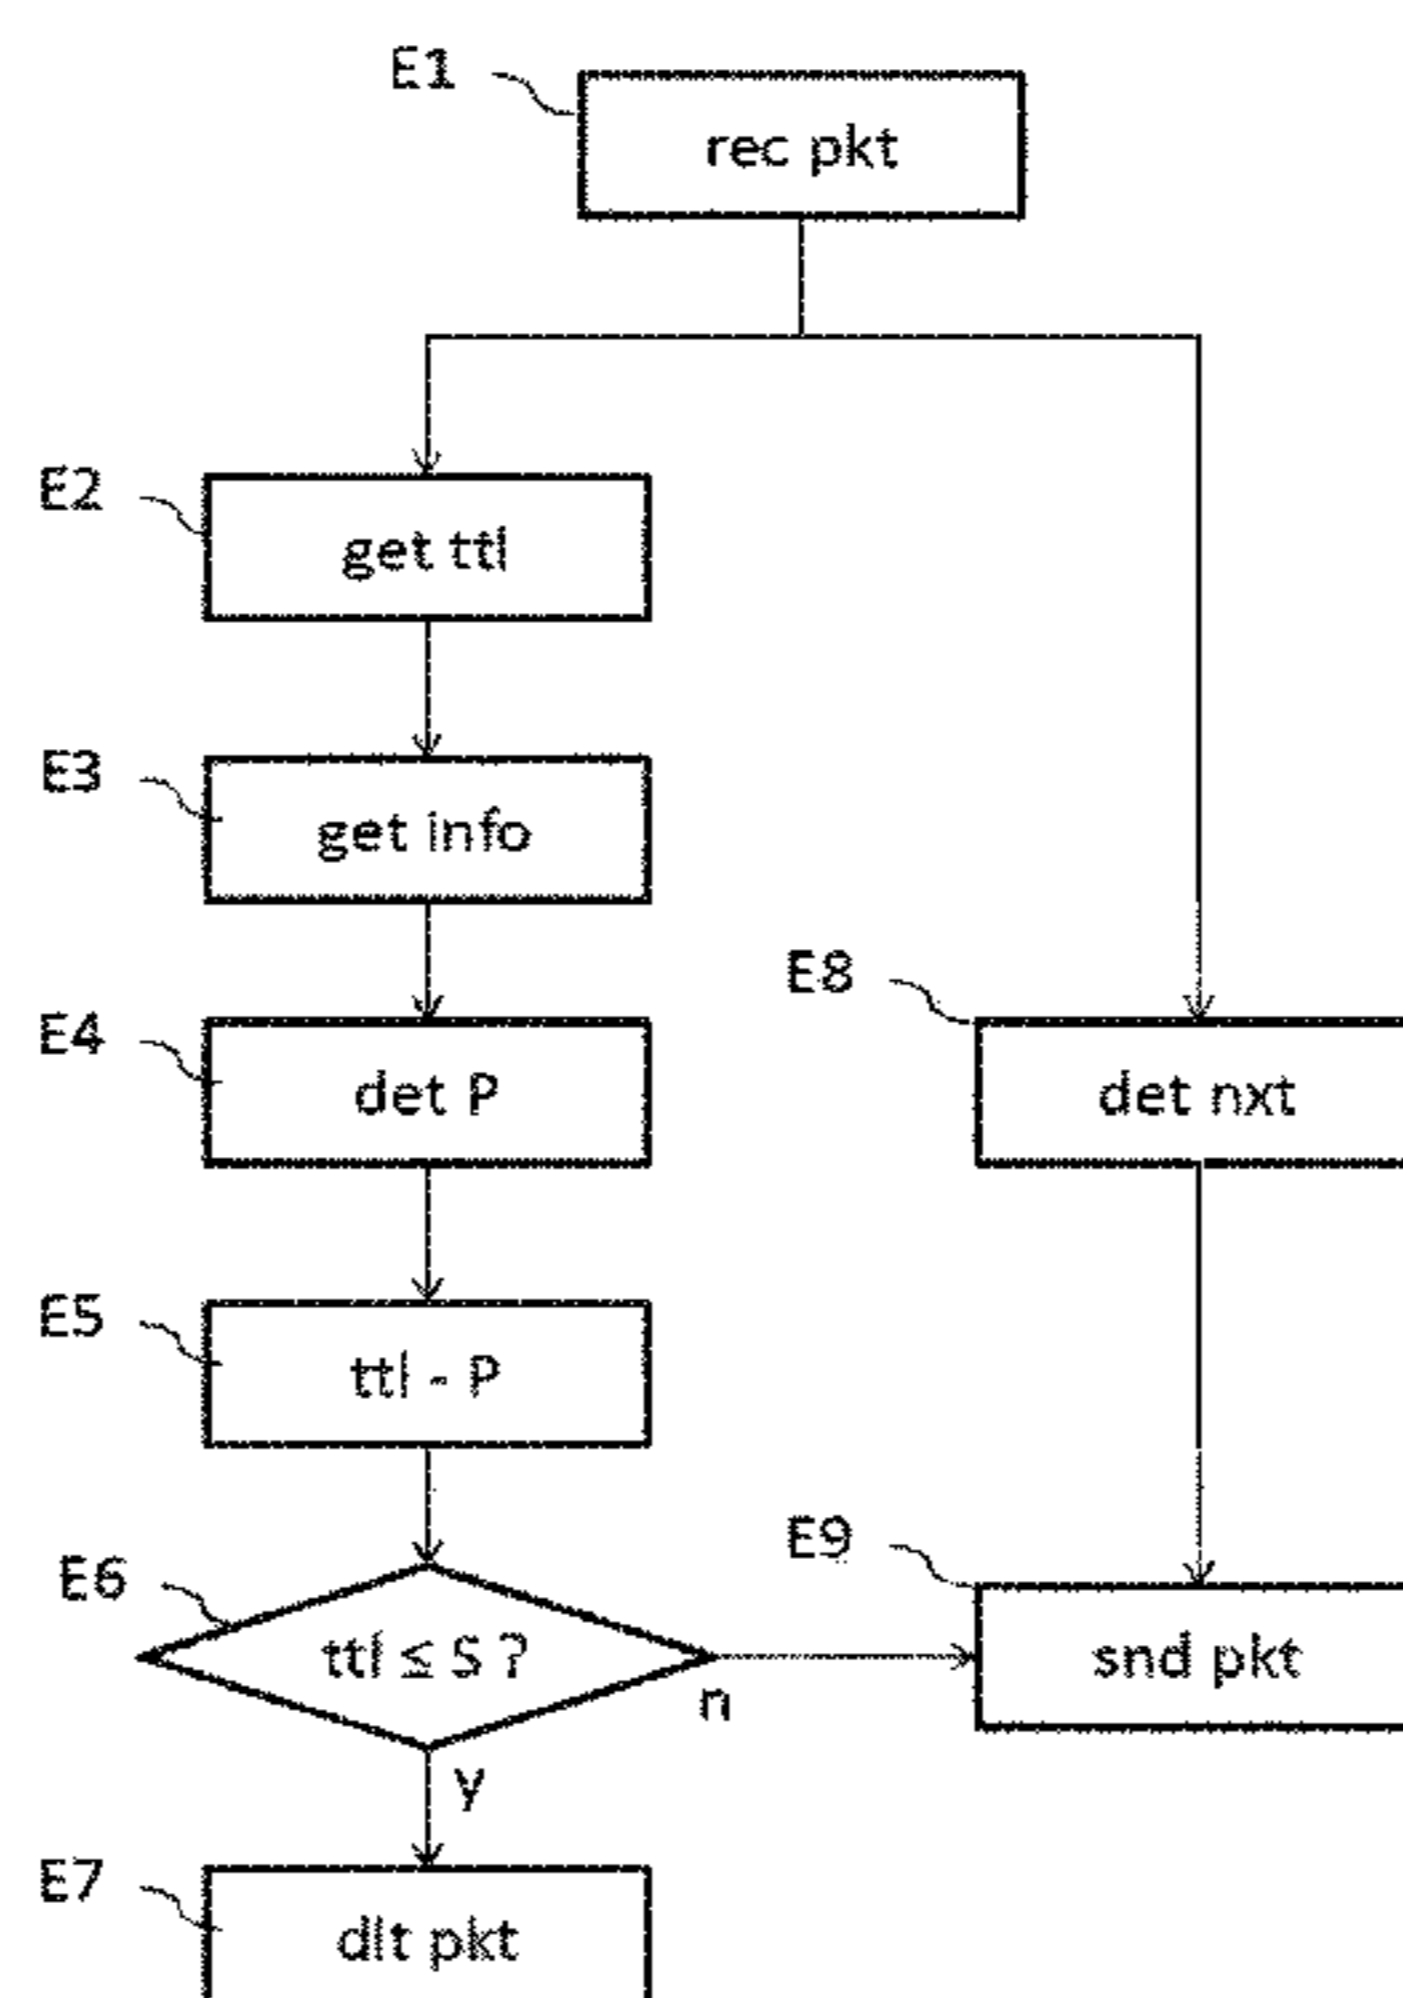 E1
rec pkt
E2
get ttl
E3
get info
E4
det P
E8
det nxt
E5
ttl - P
E6
ttl ≤ S ?
n
y
E9
snd pkt
E7
dlt pkt